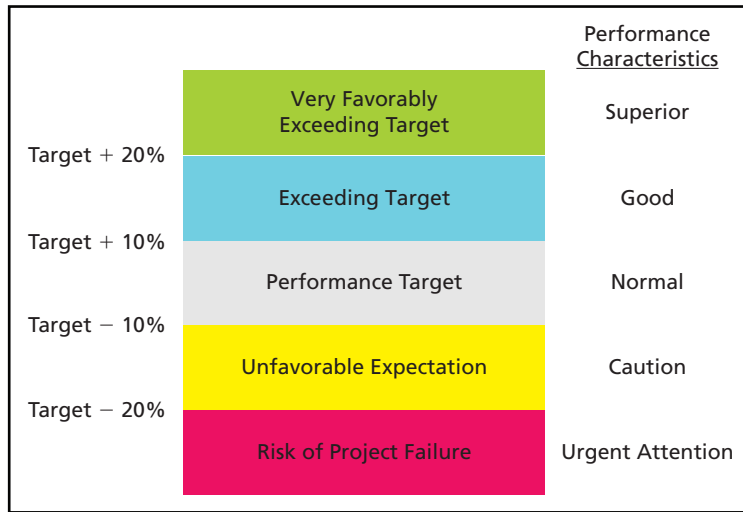 Performance
Characteristics
Very Favorably
Exceeding Target
Superior
Target + 20%
Exceeding Target
Good
Target + 10%
Performance Target
Normal
Target − 10%
Unfavorable Expectation
Caution
Target − 20%
Risk of Project Failure
Urgent Attention